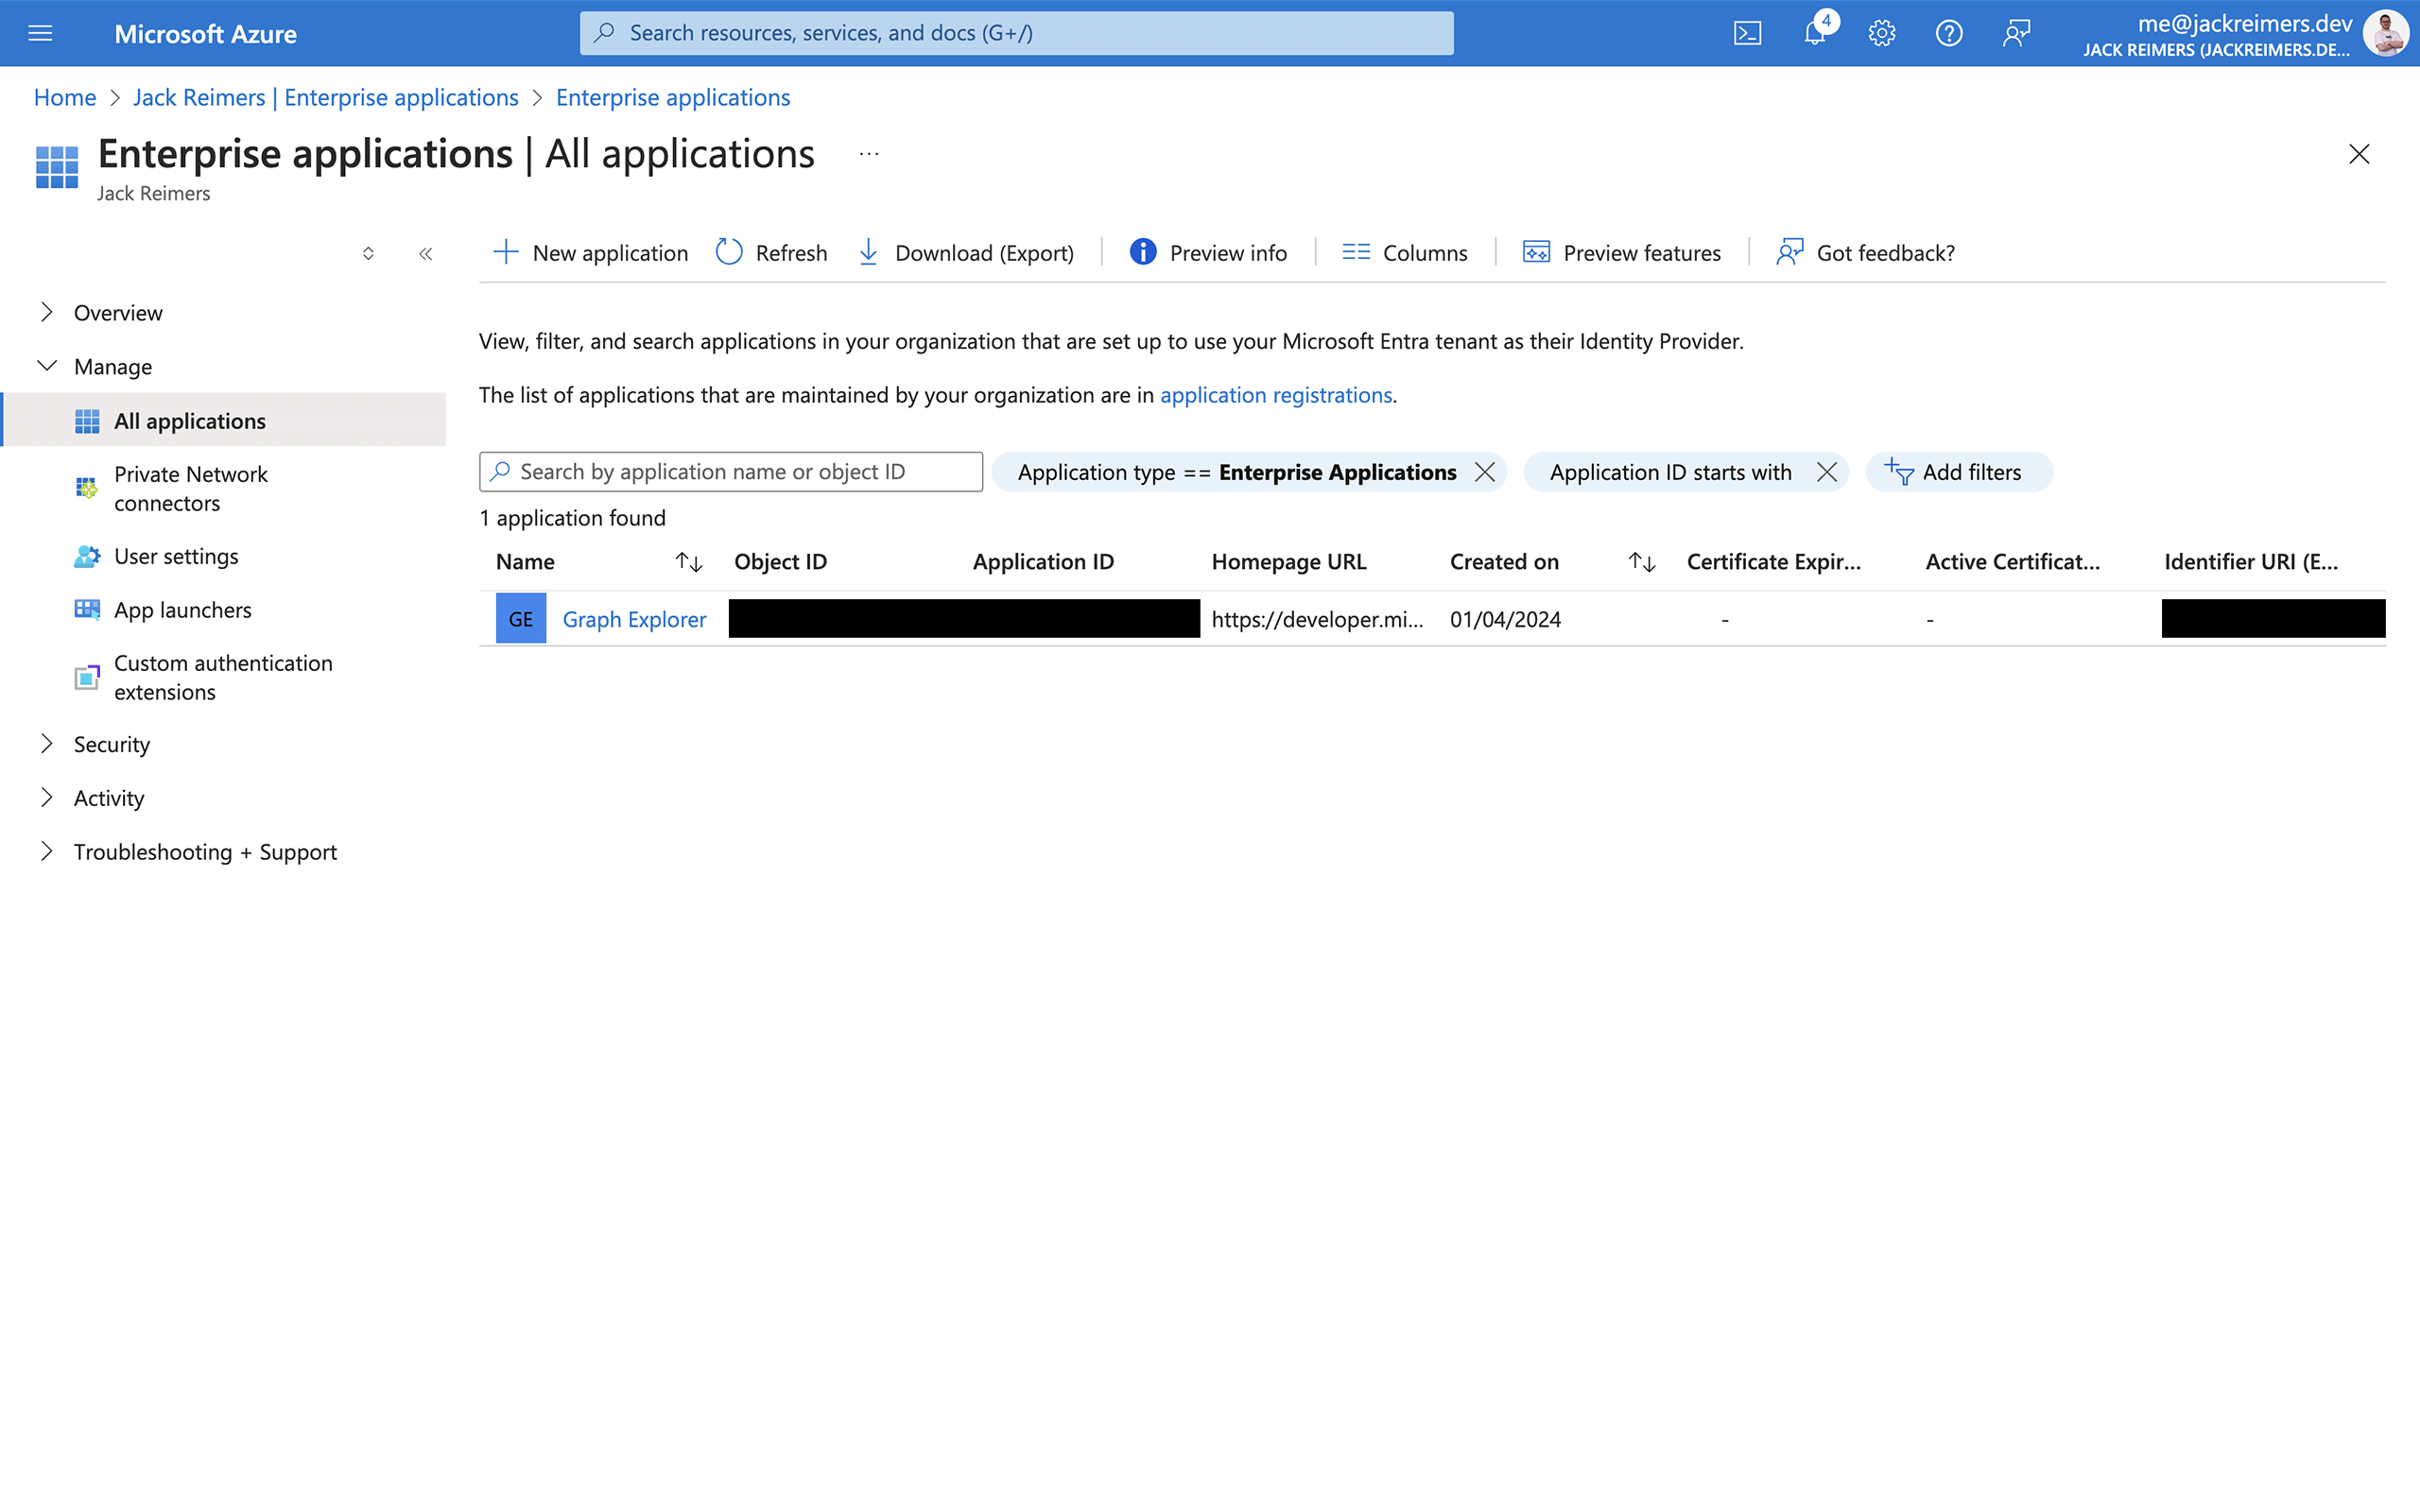 Microsoft Azure
Search resources, services, and docs (G+/)
4
me@jackreimers.dev
JACK REIMERS (JACKREIMERS.DE...
Home > Jack Reimers | Enterprise applications > Enterprise applications
Enterprise applications | All applications ...
Jack Reimers
New application Refresh Download (Export) Preview info Columns Preview features Got feedback?
Overview
Manage
All applications
Private Network
connectors
User settings
App launchers
Custom authentication
extensions
Security
Activity
Troubleshooting + Support
View, filter, and search applications in your organization that are set up to use your Microsoft Entra tenant as their Identity Provider.
The list of applications that are maintained by your organization are in application registrations.
Search by application name or object ID Application type == Enterprise Applications Application ID starts with Add filters
1 application found
Name Object ID Application ID Homepage URL Created on Certificate Expir... Active Certificat... Identifier URI (E...
GE Graph Explorer https://developer.mi... 01/04/2024 - -